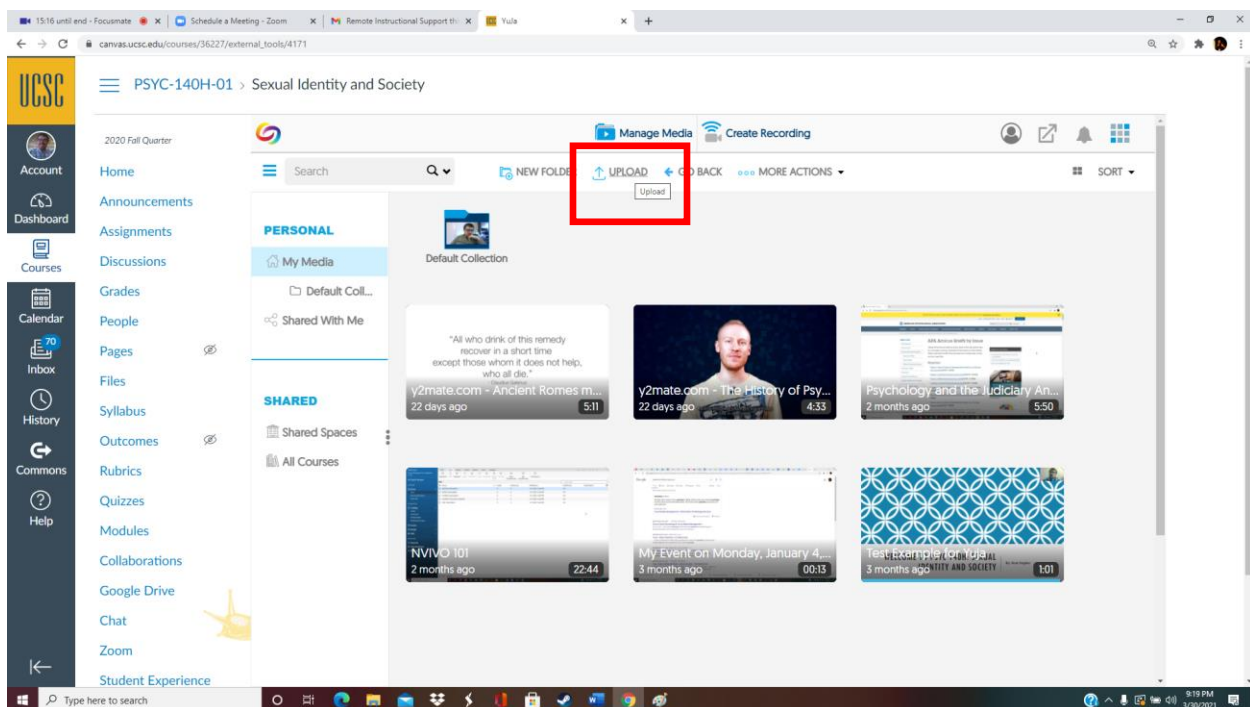 15:16 until end - Focusmate
Schedule a Meeting - Zoom
Remote Instructional Support th
YuJa
canvas.ucsc.edu/courses/36227/external_tools/4171
UCSC
PSYC-140H-01 › Sexual Identity and Society
Account
Dashboard
Courses
Calendar
70
Inbox
History
Commons
Help
2020 Fall Quarter
Home
Announcements
Assignments
Discussions
Grades
People
Pages
Files
Syllabus
Outcomes
Rubrics
Quizzes
Modules
Collaborations
Google Drive
Chat
Zoom
Student Experience
Manage Media
Create Recording
Search
NEW FOLDE
UPLOAD
GO BACK
MORE ACTIONS
SORT
Upload
PERSONAL
My Media
Default Coll...
Shared With Me
SHARED
Shared Spaces
All Courses
Default Collection
"All who drink of this remedy
recover in a short time
except those whom it does not help,
who all die."
y2mate.com - Ancient Romes m...
22 days ago
5:11
y2mate.com - The History of Psy...
22 days ago
4:33
Psychology and the Judiciary An...
2 months ago
5:50
NVIVO 101
2 months ago
22:44
My Event on Monday, January 4,...
3 months ago
00:13
Test Example for Yuja
3 months ago
IDENTITY AND SOCIETY
1:01
Type here to search
9:19 PM
3/30/2021